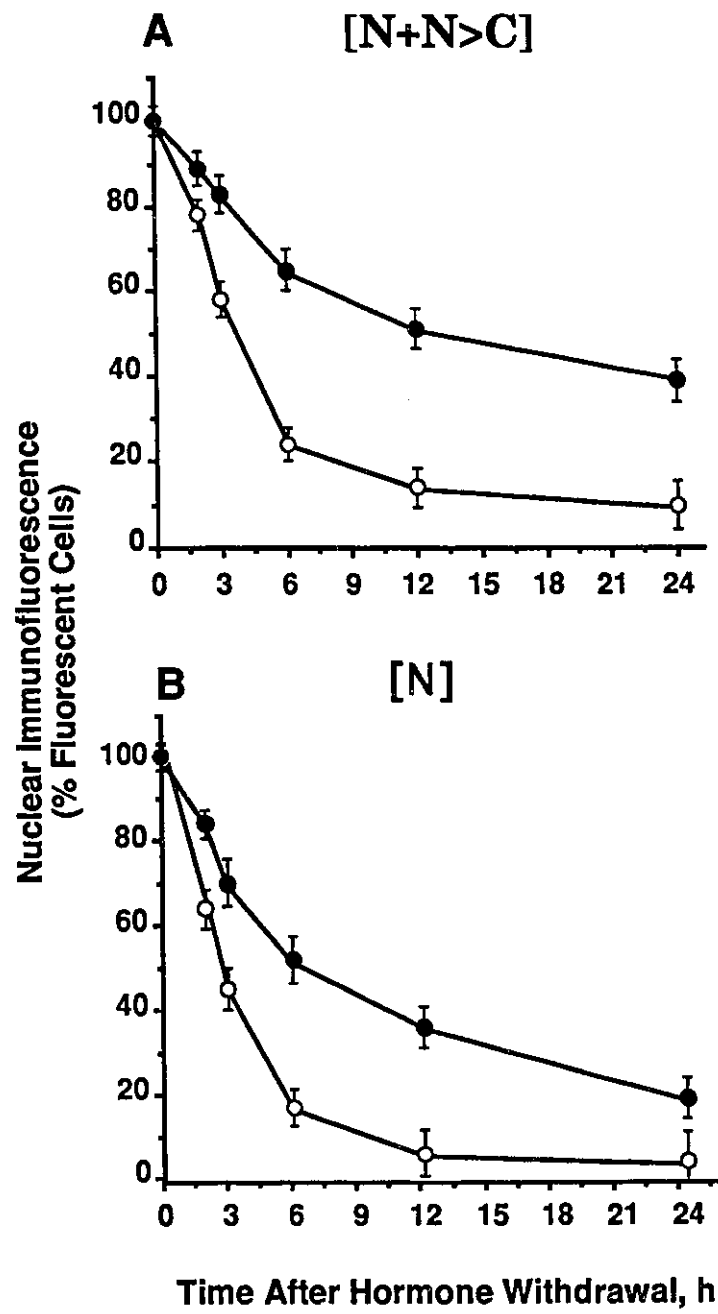 A
[N+N>C]
100
80
60
40
20
0
0 3 6 9 12 15 18 21 24
B
[N]
100
80
60
40
20
0
0 3 6 9 12 15 18 21 24
Nuclear Immunofluorescence
(% Fluorescent Cells)
Time After Hormone Withdrawal, h